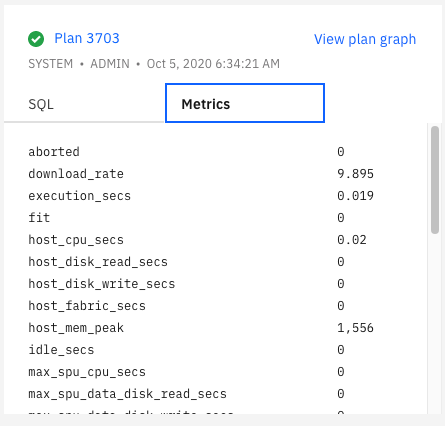 Plan 3703
View plan graph
SYSTEM • ADMIN • Oct 5, 2020 6:34:21 AM
SQL Metrics
aborted 0
download_rate 9.895
execution_secs 0.019
fit 0
host_cpu_secs 0.02
host_disk_read_secs 0
host_disk_write_secs 0
host_fabric_secs 0
host_mem_peak 1,556
idle_secs 0
max_spu_cpu_secs 0
max_spu_data_disk_read_secs 0
max_spu_data_disk_write_secs 0